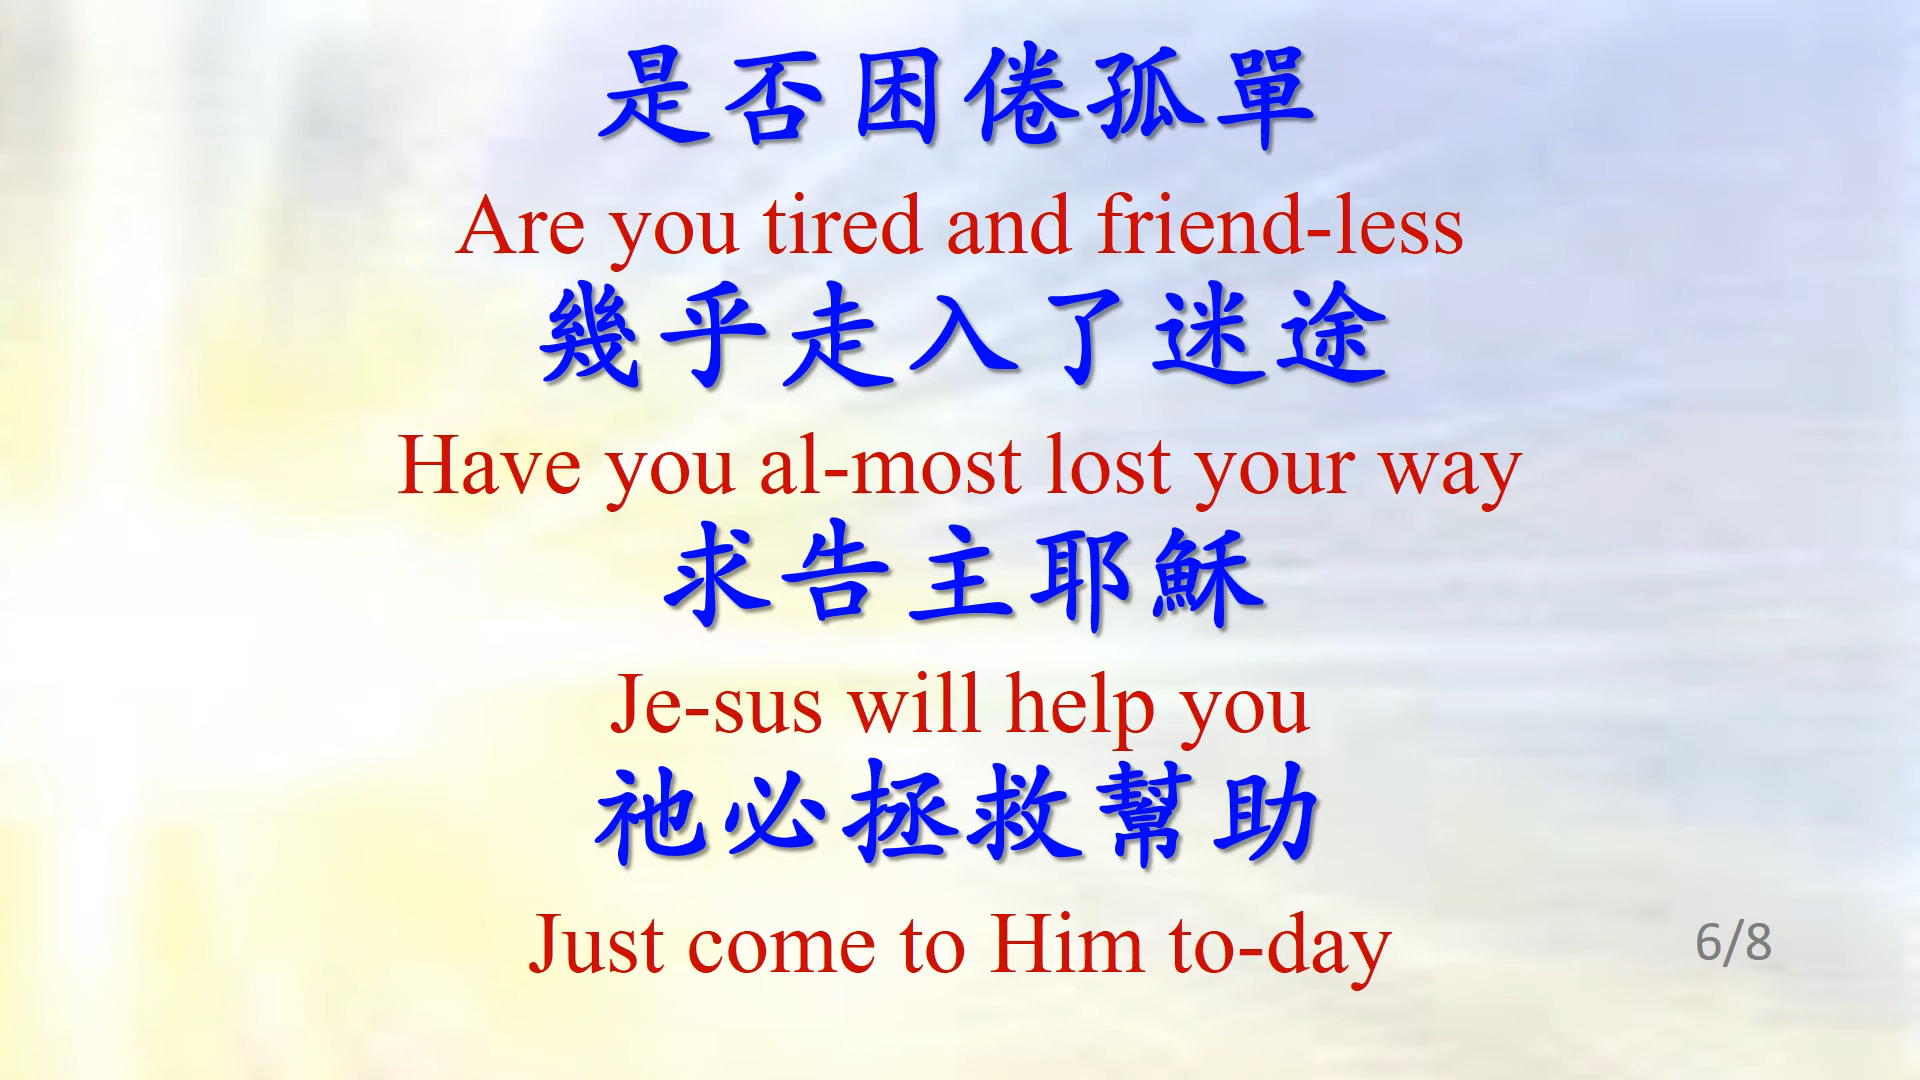 是否困倦孤單
Are you tired and friend-less
幾乎走入了迷途
Have you al-most lost your way
求告主耶穌
Je-sus will help you
祂必拯救幫助
Just come to Him to-day
6/8